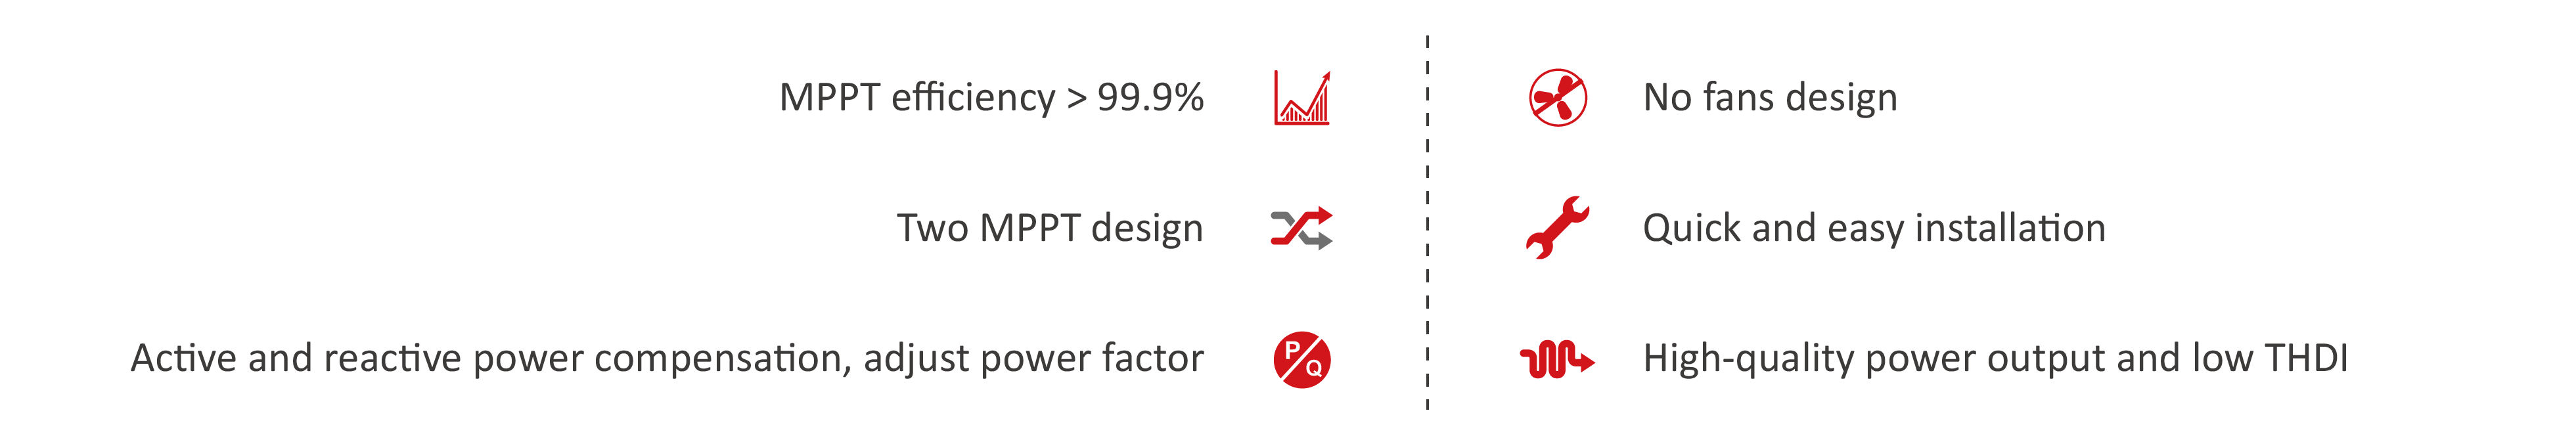 MPPT efficiency > 99.9%
Two MPPT design
Active and reactive power compensation, adjust power factor
P
Q
No fans design
Quick and easy installation
High-quality power output and low THDI